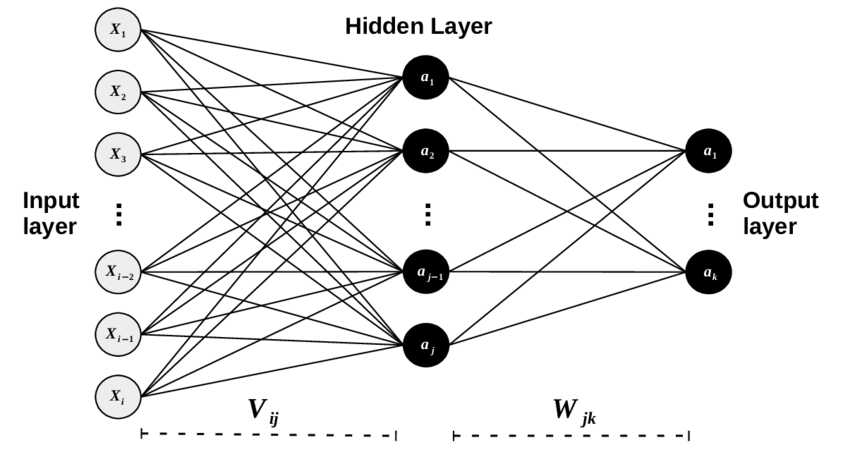 Hidden Layer
X1
X2
X3
⋮
Xi−2
Xi−1
Xi
Input
layer
a1
a2
⋮
aj−1
aj
a1
⋮
ak
Output
layer
Vij
Wjk